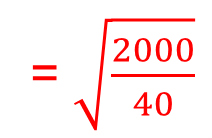 = √(2000/40)